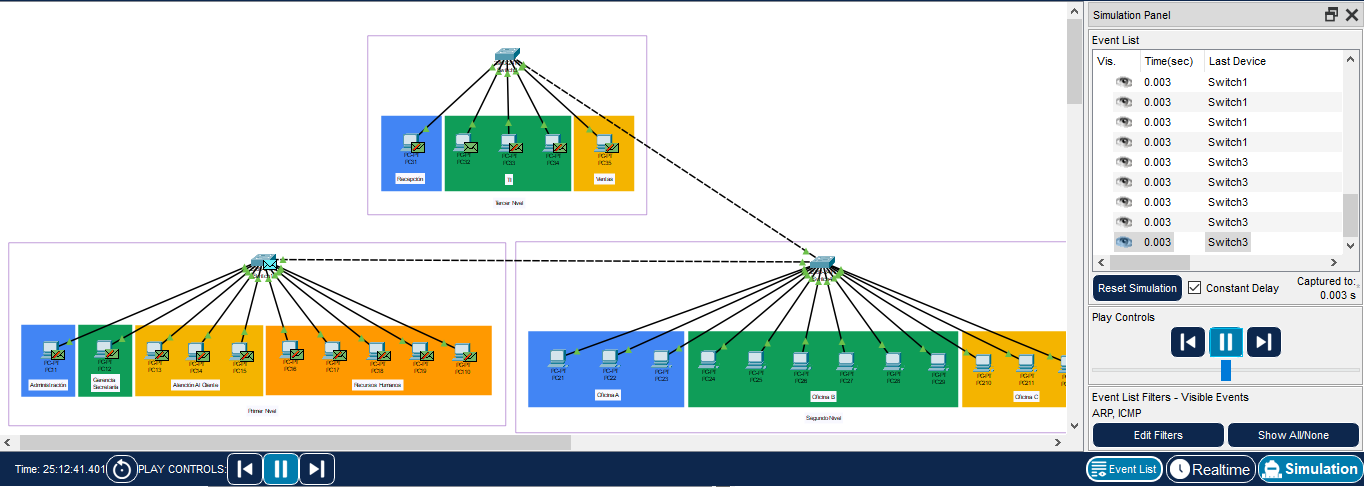 Simulation Panel
Event List
Vis. Time(sec) Last Device
0.003 Switch1
0.003 Switch1
0.003 Switch1
0.003 Switch1
0.003 Switch3
0.003 Switch3
0.003 Switch3
0.003 Switch3
0.003 Switch3
Reset Simulation Constant Delay Captured to:
0.003 s
Play Controls
Event List Filters - Visible Events
ARP, ICMP
Edit Filters Show All/None
PC-PT PC-PT PC-PT PC-PT PC-PT
PC31 PC32 PC33 PC34 PC35
Recepción TI Ventas
Tercer Nivel
PC-PT PC-PT PC-PT PC-PT PC-PT PC-PT PC-PT PC-PT PC-PT PC-PT
PC11 PC12 PC13 PC14 PC15 PC16 PC17 PC18 PC19 PC110
Administración Gerencia Secretaría Atención Al Cliente Recursos Humanos
Primer Nivel
PC-PT PC-PT PC-PT PC-PT PC-PT PC-PT PC-PT PC-PT PC-PT PC-PT PC-PT
PC21 PC22 PC23 PC24 PC25 PC26 PC27 PC28 PC29 PC210 PC211
Oficina A Oficina B Oficina C
Segundo Nivel
Time: 25:12:41.401 PLAY CONTROLS: Event List Realtime Simulation